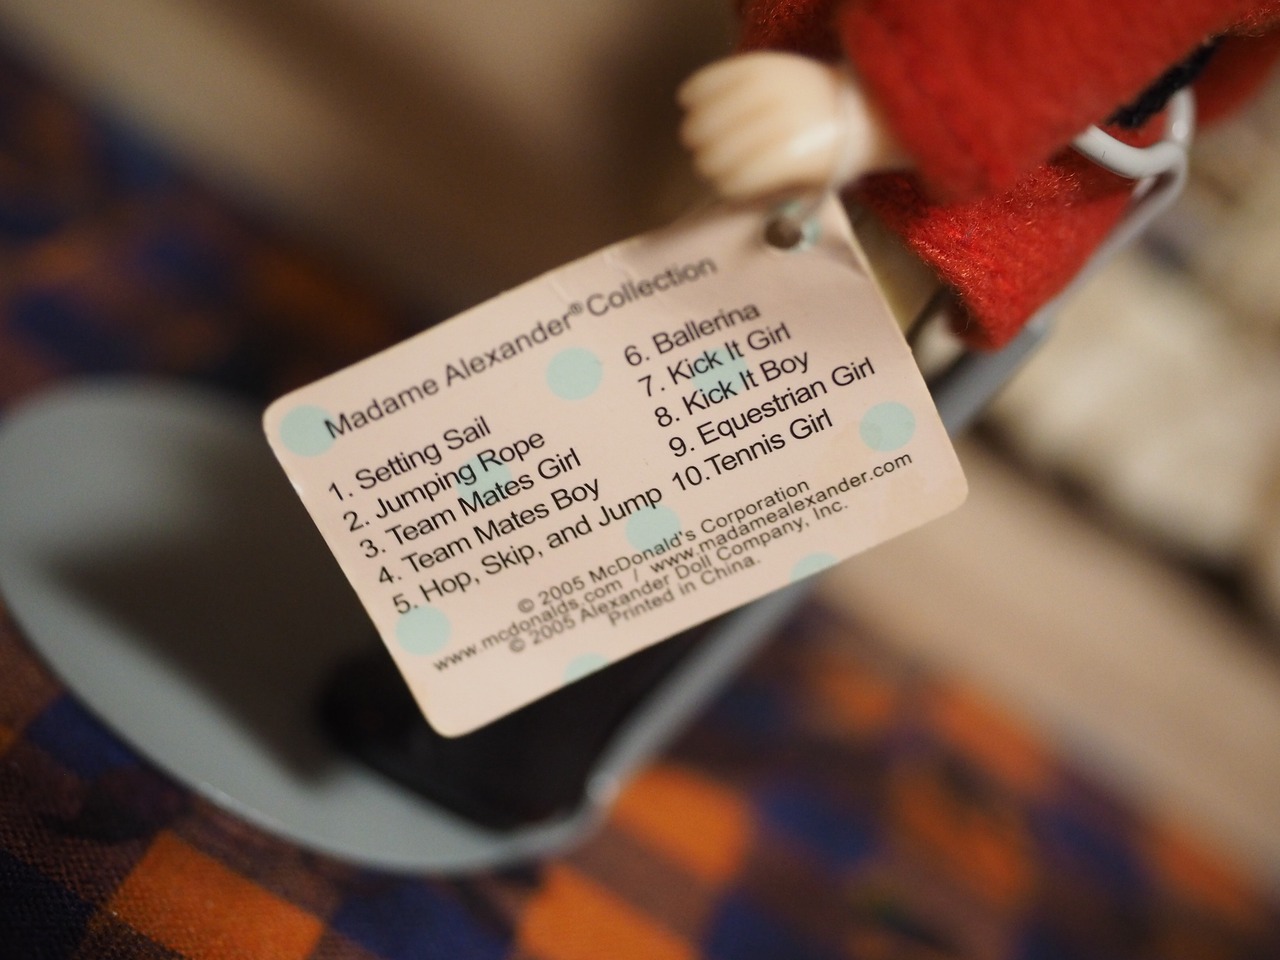 Madame Alexander® Collection
1. Setting Sail
2. Jumping Rope
3. Team Mates Girl
4. Team Mates Boy
5. Hop, Skip, and Jump
6. Ballerina
7. Kick It Girl
8. Kick It Boy
9. Equestrian Girl
10. Tennis Girl
© 2005 McDonald's Corporation
www.mcdonalds.com / www.madamealexander.com
© 2005 Alexander Doll Company, Inc.
Printed in China.